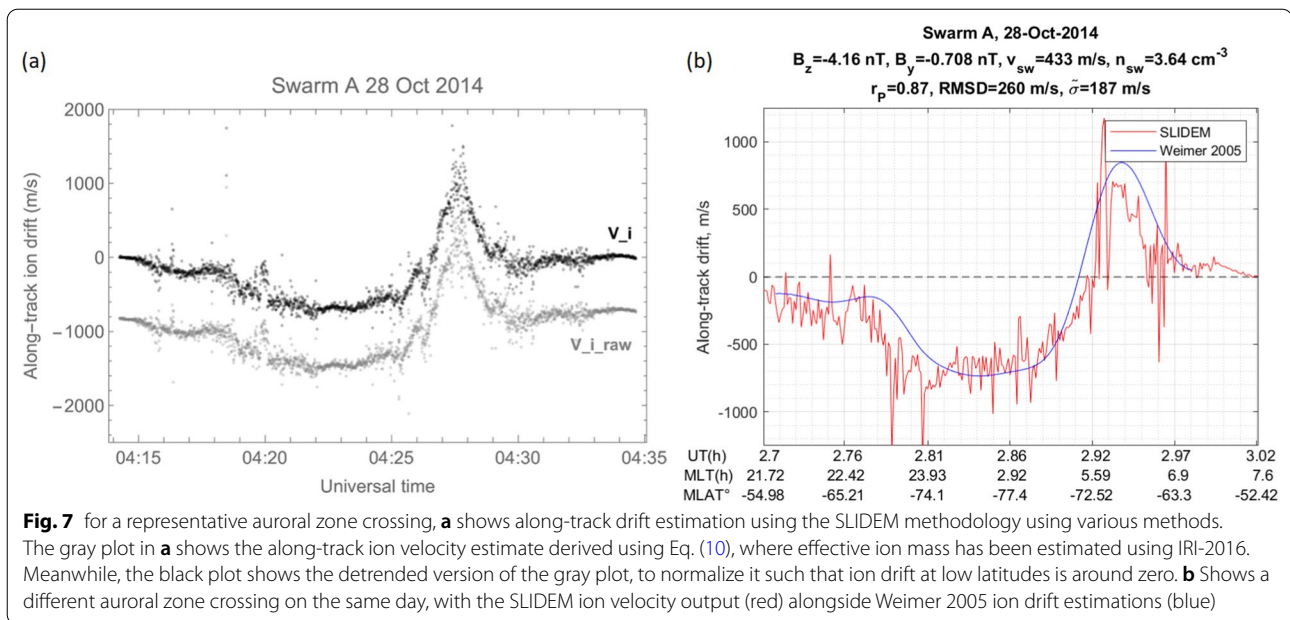 (a)
Swarm A 28 Oct 2014
Along-track ion drift (m/s)
2000
1000
0
−1000
−2000
V_i
V_i_raw
04:15 04:20 04:25 04:30 04:35
Universal time
(b)
Swarm A, 28-Oct-2014
B_z=-4.16 nT, B_y=-0.708 nT, v_sw=433 m/s, n_sw=3.64 cm⁻³
r_P=0.87, RMSD=260 m/s, σ̃=187 m/s
Along-track drift, m/s
1000
500
0
-500
-1000
SLIDEM
Weimer 2005
UT(h) 2.7 2.76 2.81 2.86 2.92 2.97 3.02
MLT(h) 21.72 22.42 23.93 2.92 5.59 6.9 7.6
MLAT° -54.98 -65.21 -74.1 -77.4 -72.52 -63.3 -52.42
Fig. 7 for a representative auroral zone crossing, a shows along-track drift estimation using the SLIDEM methodology using various methods.
The gray plot in a shows the along-track ion velocity estimate derived using Eq. (10), where effective ion mass has been estimated using IRI-2016.
Meanwhile, the black plot shows the detrended version of the gray plot, to normalize it such that ion drift at low latitudes is around zero. b Shows a
different auroral zone crossing on the same day, with the SLIDEM ion velocity output (red) alongside Weimer 2005 ion drift estimations (blue)